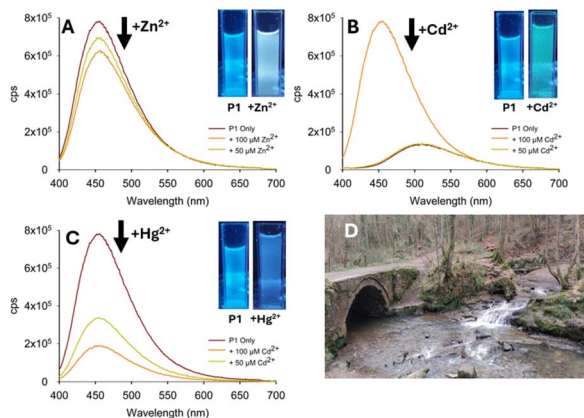 A
+Zn²⁺
8x10⁵
6x10⁵
4x10⁵
2x10⁵
0
cps
P1 +Zn²⁺
P1 Only
+ 100 μM Zn²⁺
+ 50 μM Zn²⁺
400 450 500 550 600 650 700
Wavelength (nm)
B
+Cd²⁺
8x10⁵
6x10⁵
4x10⁵
2x10⁵
0
cps
P1 +Cd²⁺
P1 Only
+ 100 μM Cd²⁺
+ 50 μM Cd²⁺
400 450 500 550 600 650 700
Wavelength (nm)
C
+Hg²⁺
8x10⁵
6x10⁵
4x10⁵
2x10⁵
0
cps
P1 +Hg²⁺
P1 Only
+ 100 μM Cd²⁺
+ 50 μM Cd²⁺
400 450 500 550 600 650 700
Wavelength (nm)
D